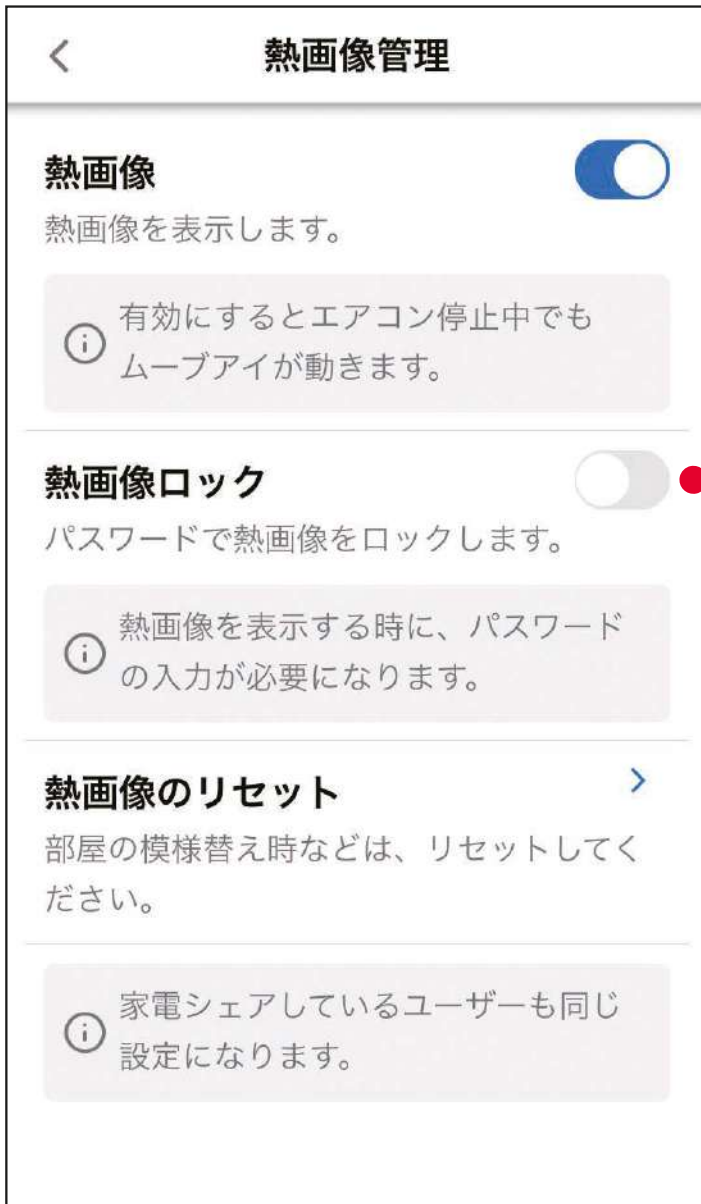 熱画像管理
熱画像
熱画像を表示します。
有効にするとエアコン停止中でも
ムーブアイが動きます。
熱画像ロック
パスワードで熱画像をロックします。
熱画像を表示する時に、パスワード
の入力が必要になります。
熱画像のリセット
部屋の模様替え時などは、リセットしてく
ださい。
家電シェアしているユーザーも同じ
設定になります。